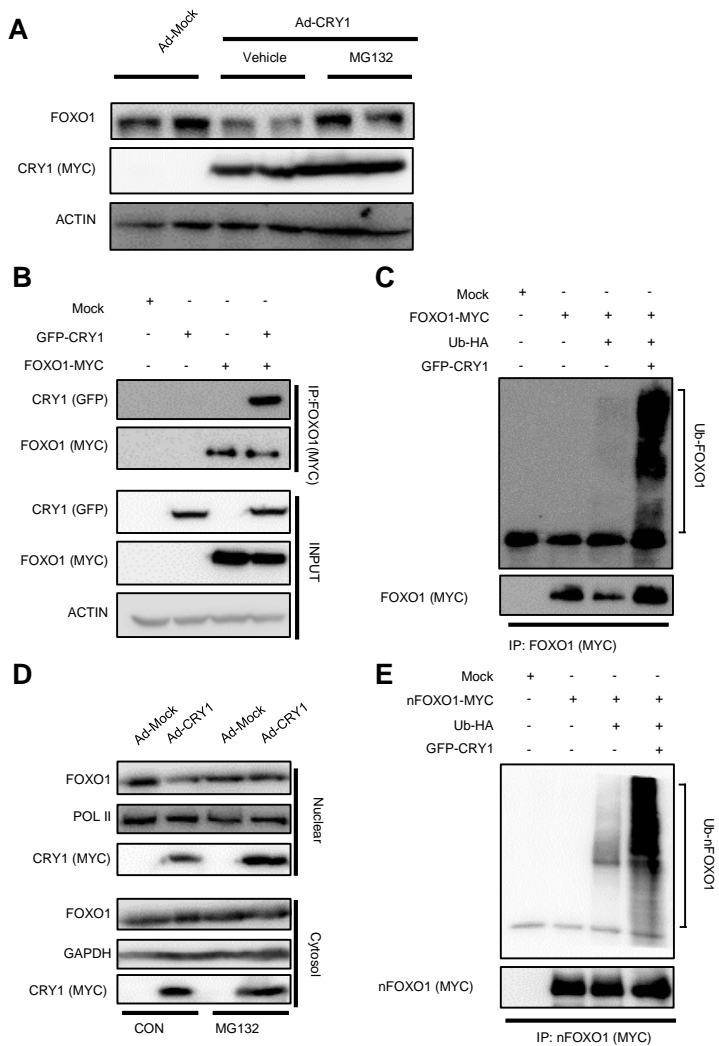 A
Ad-Mock
Ad-CRY1
Vehicle
MG132
FOXO1
CRY1 (MYC)
ACTIN
B
Mock + - - -
GFP-CRY1 - + - +
FOXO1-MYC - - + +
CRY1 (GFP)
FOXO1 (MYC)
IP:FOXO1(MYC)
CRY1 (GFP)
FOXO1 (MYC)
ACTIN
INPUT
C
Mock + - - -
FOXO1-MYC - + + +
Ub-HA - - + +
GFP-CRY1 - - - +
Ub-FOXO1
FOXO1 (MYC)
IP: FOXO1 (MYC)
D
Ad-Mock
Ad-CRY1
Ad-Mock
Ad-CRY1
FOXO1
POL II
CRY1 (MYC)
Nuclear
FOXO1
GAPDH
CRY1 (MYC)
Cytosol
CON
MG132
E
Mock + - - -
nFOXO1-MYC - + + +
Ub-HA - - + +
GFP-CRY1 - - - +
Ub-nFOXO1
nFOXO1 (MYC)
IP: nFOXO1 (MYC)